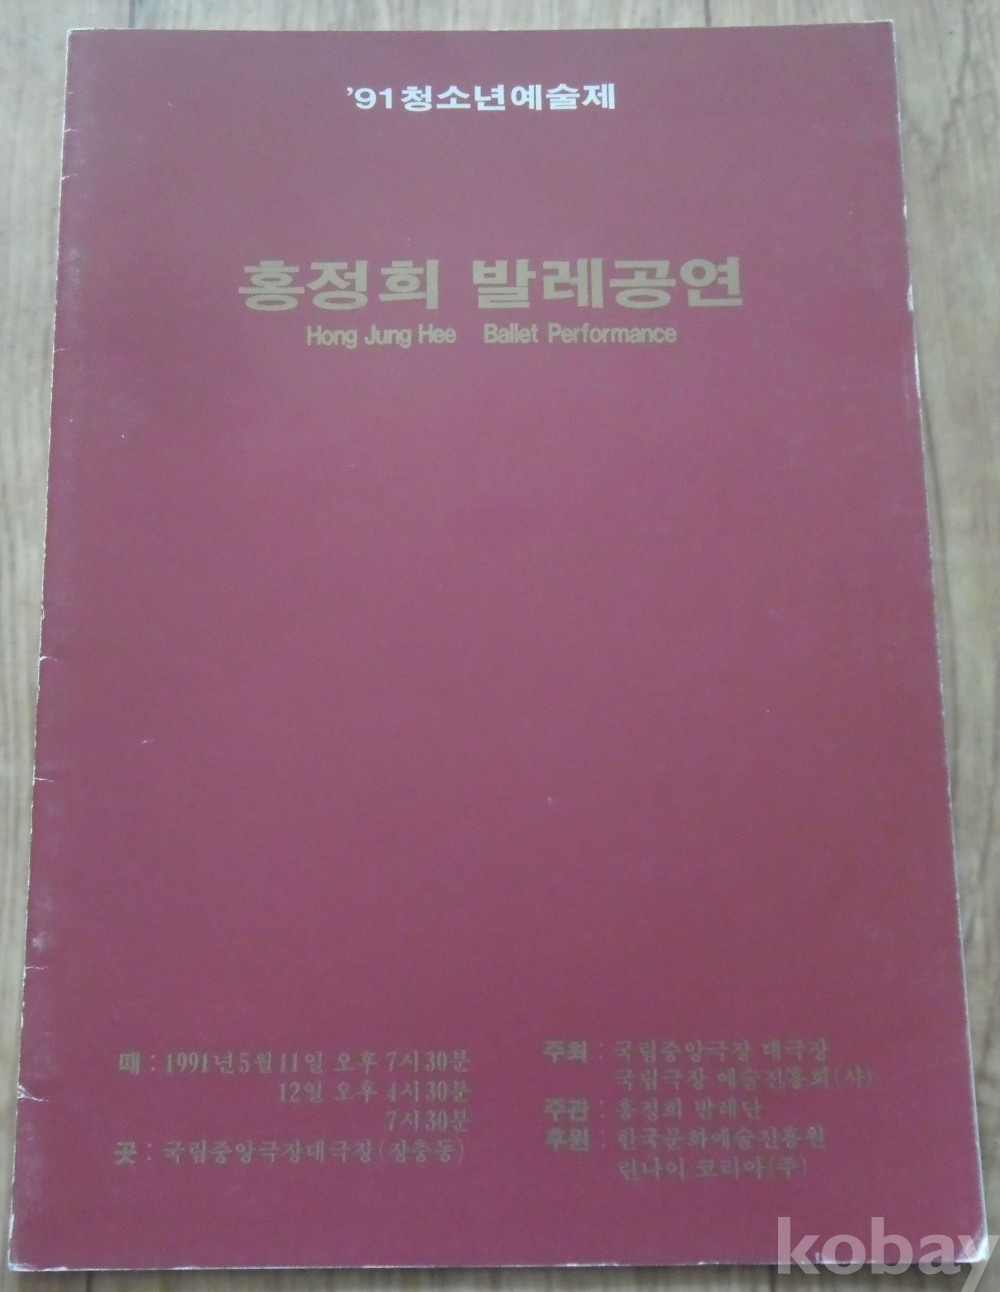 '91청소년예술제
홍정희 발레공연
Hong Jung Hee Ballet Performance
때 : 1991년 5월 11일 오후 7시 30분
12일 오후 4시 30분
7시 30분
곳 : 국립중앙극장대극장(장충동)
주최 : 국립중앙극장 대극장
국립극장 예술진흥회(사)
주관 : 홍정희 발레단
후원 : 한국문화예술진흥원
린나이 코리아(주)
kobay